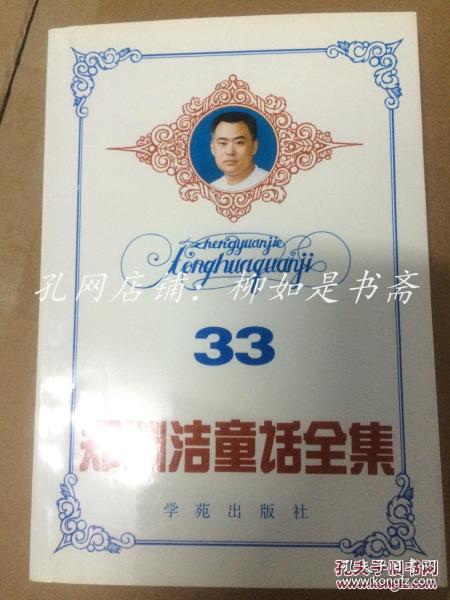 zhengyuanjie
tonghuaquanji
孔网店铺：柳如是书斋
33
郑渊洁童话全集
学苑出版社
孔夫子旧书网
www.kongfz.com